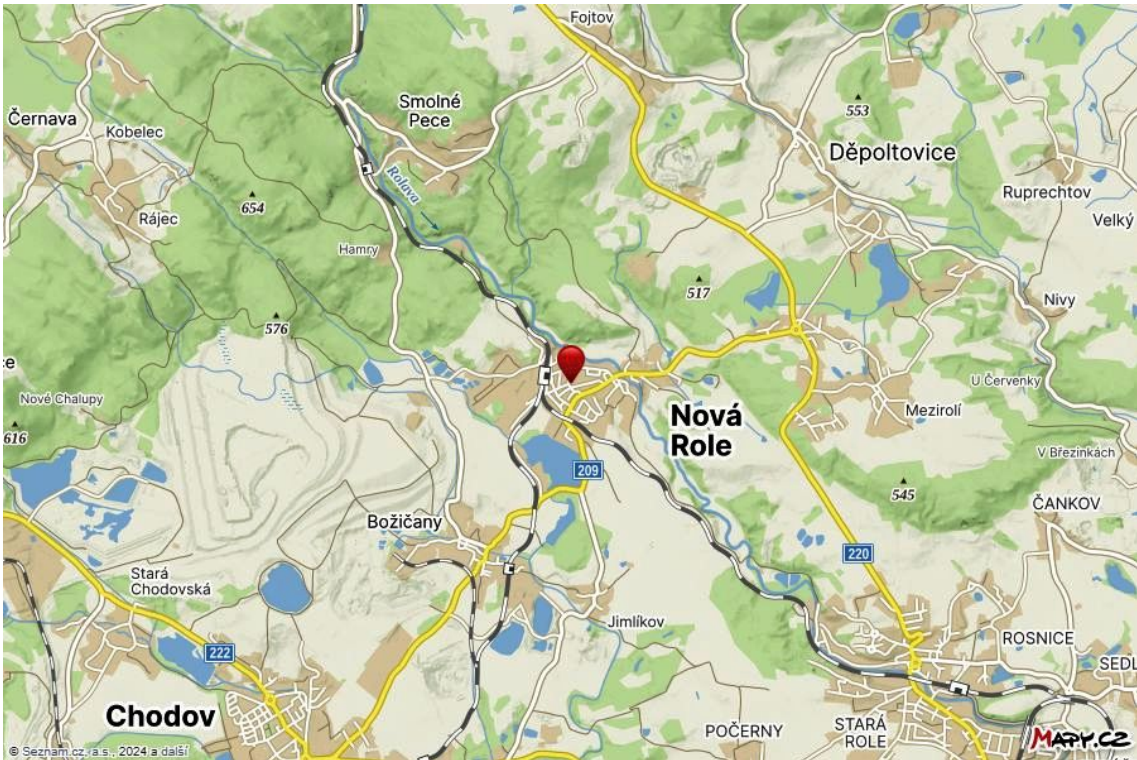 Fojtov
Smolné
Pece
553
Černava
Kobelec
Děpoltovice
Rolava
Ruprechtov
654
Rájec
Velký
Hamry
517
Nivy
576
ce
U Červenky
Nové Chalupy
Mezirolí
Nová
Role
616
V Březinkách
209
545
ČANKOV
Božičany
220
Stará
Chodovská
Jimlíkov
ROSNICE
222
SEDL
Chodov
POČERNY
STARÁ
ROLE
MAPY.CZ
© Seznam.cz, a.s., 2024 a další